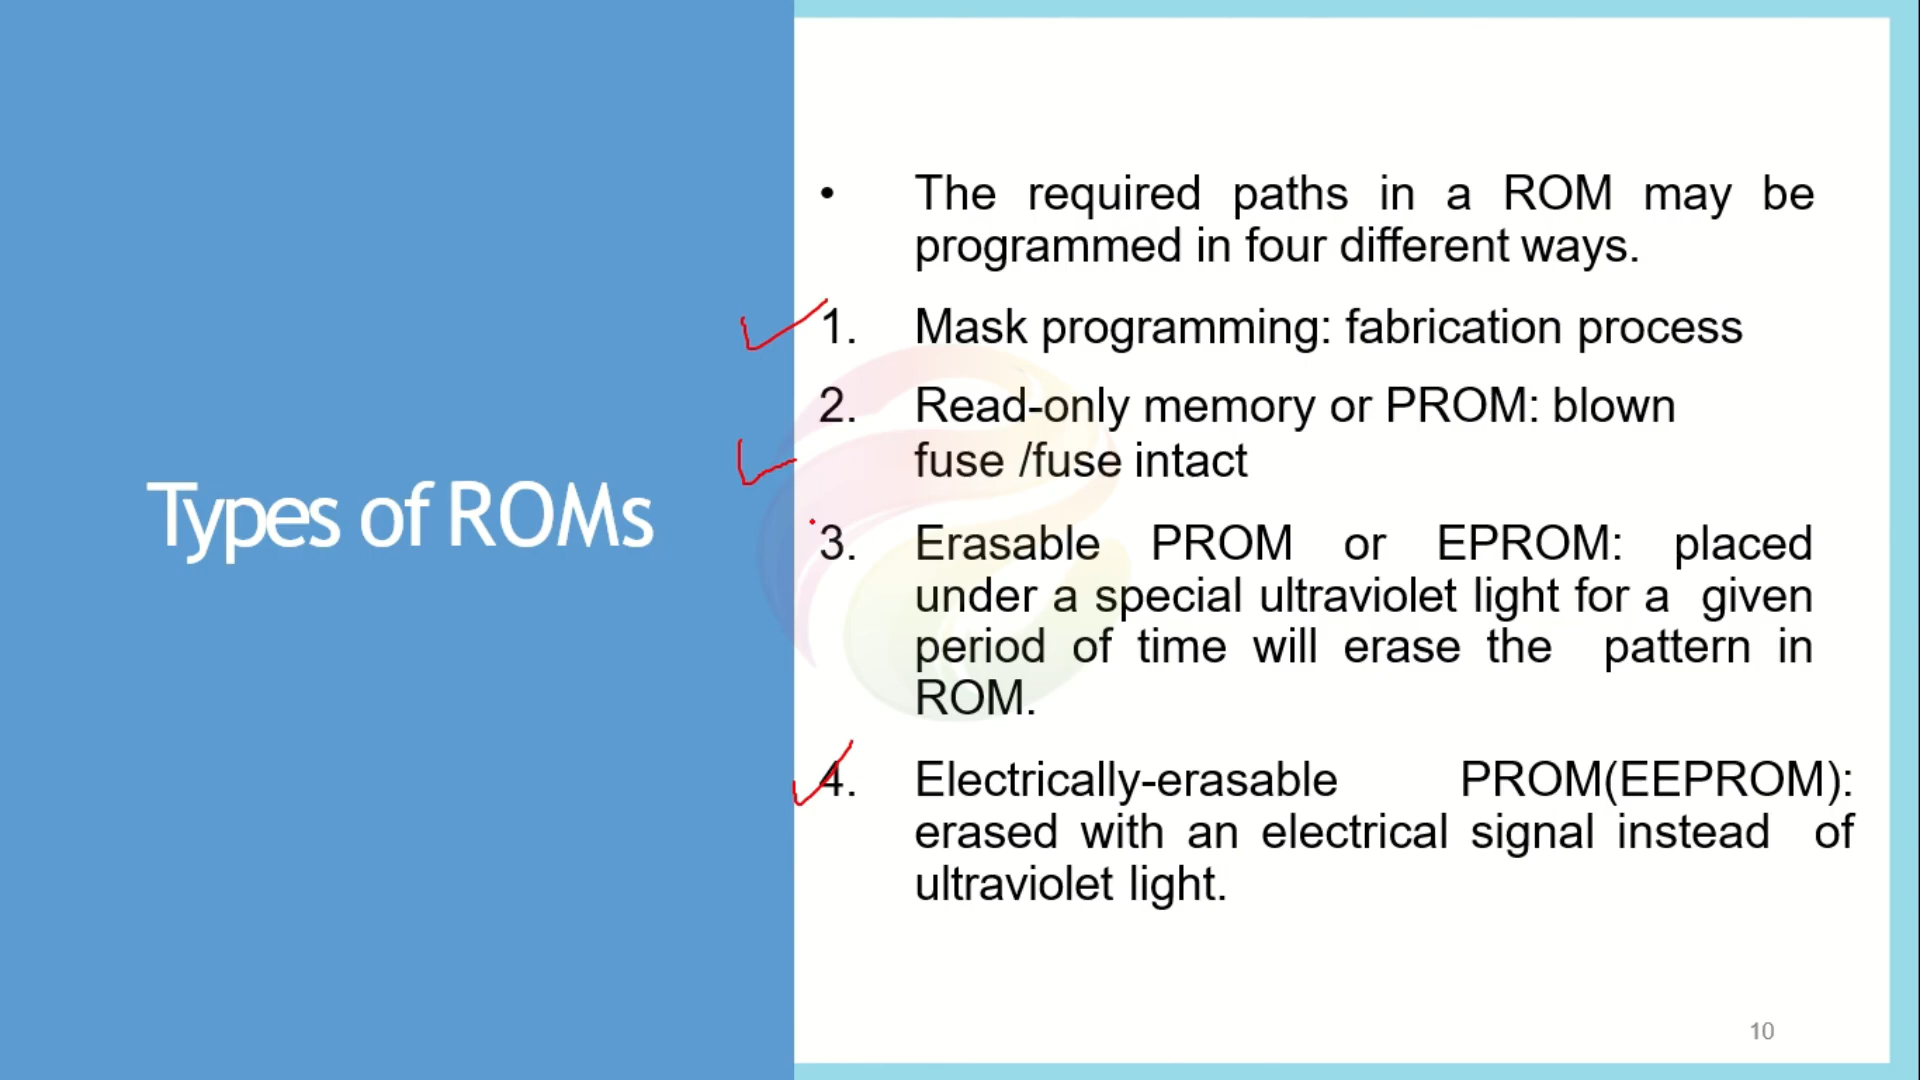 Types of ROMs
• The required paths in a ROM may be
programmed in four different ways.
1. Mask programming: fabrication process
2. Read-only memory or PROM: blown
fuse /fuse intact
3. Erasable PROM or EPROM: placed
under a special ultraviolet light for a given
period of time will erase the pattern in
ROM.
4. Electrically-erasable PROM(EEPROM):
erased with an electrical signal instead of
ultraviolet light.
10